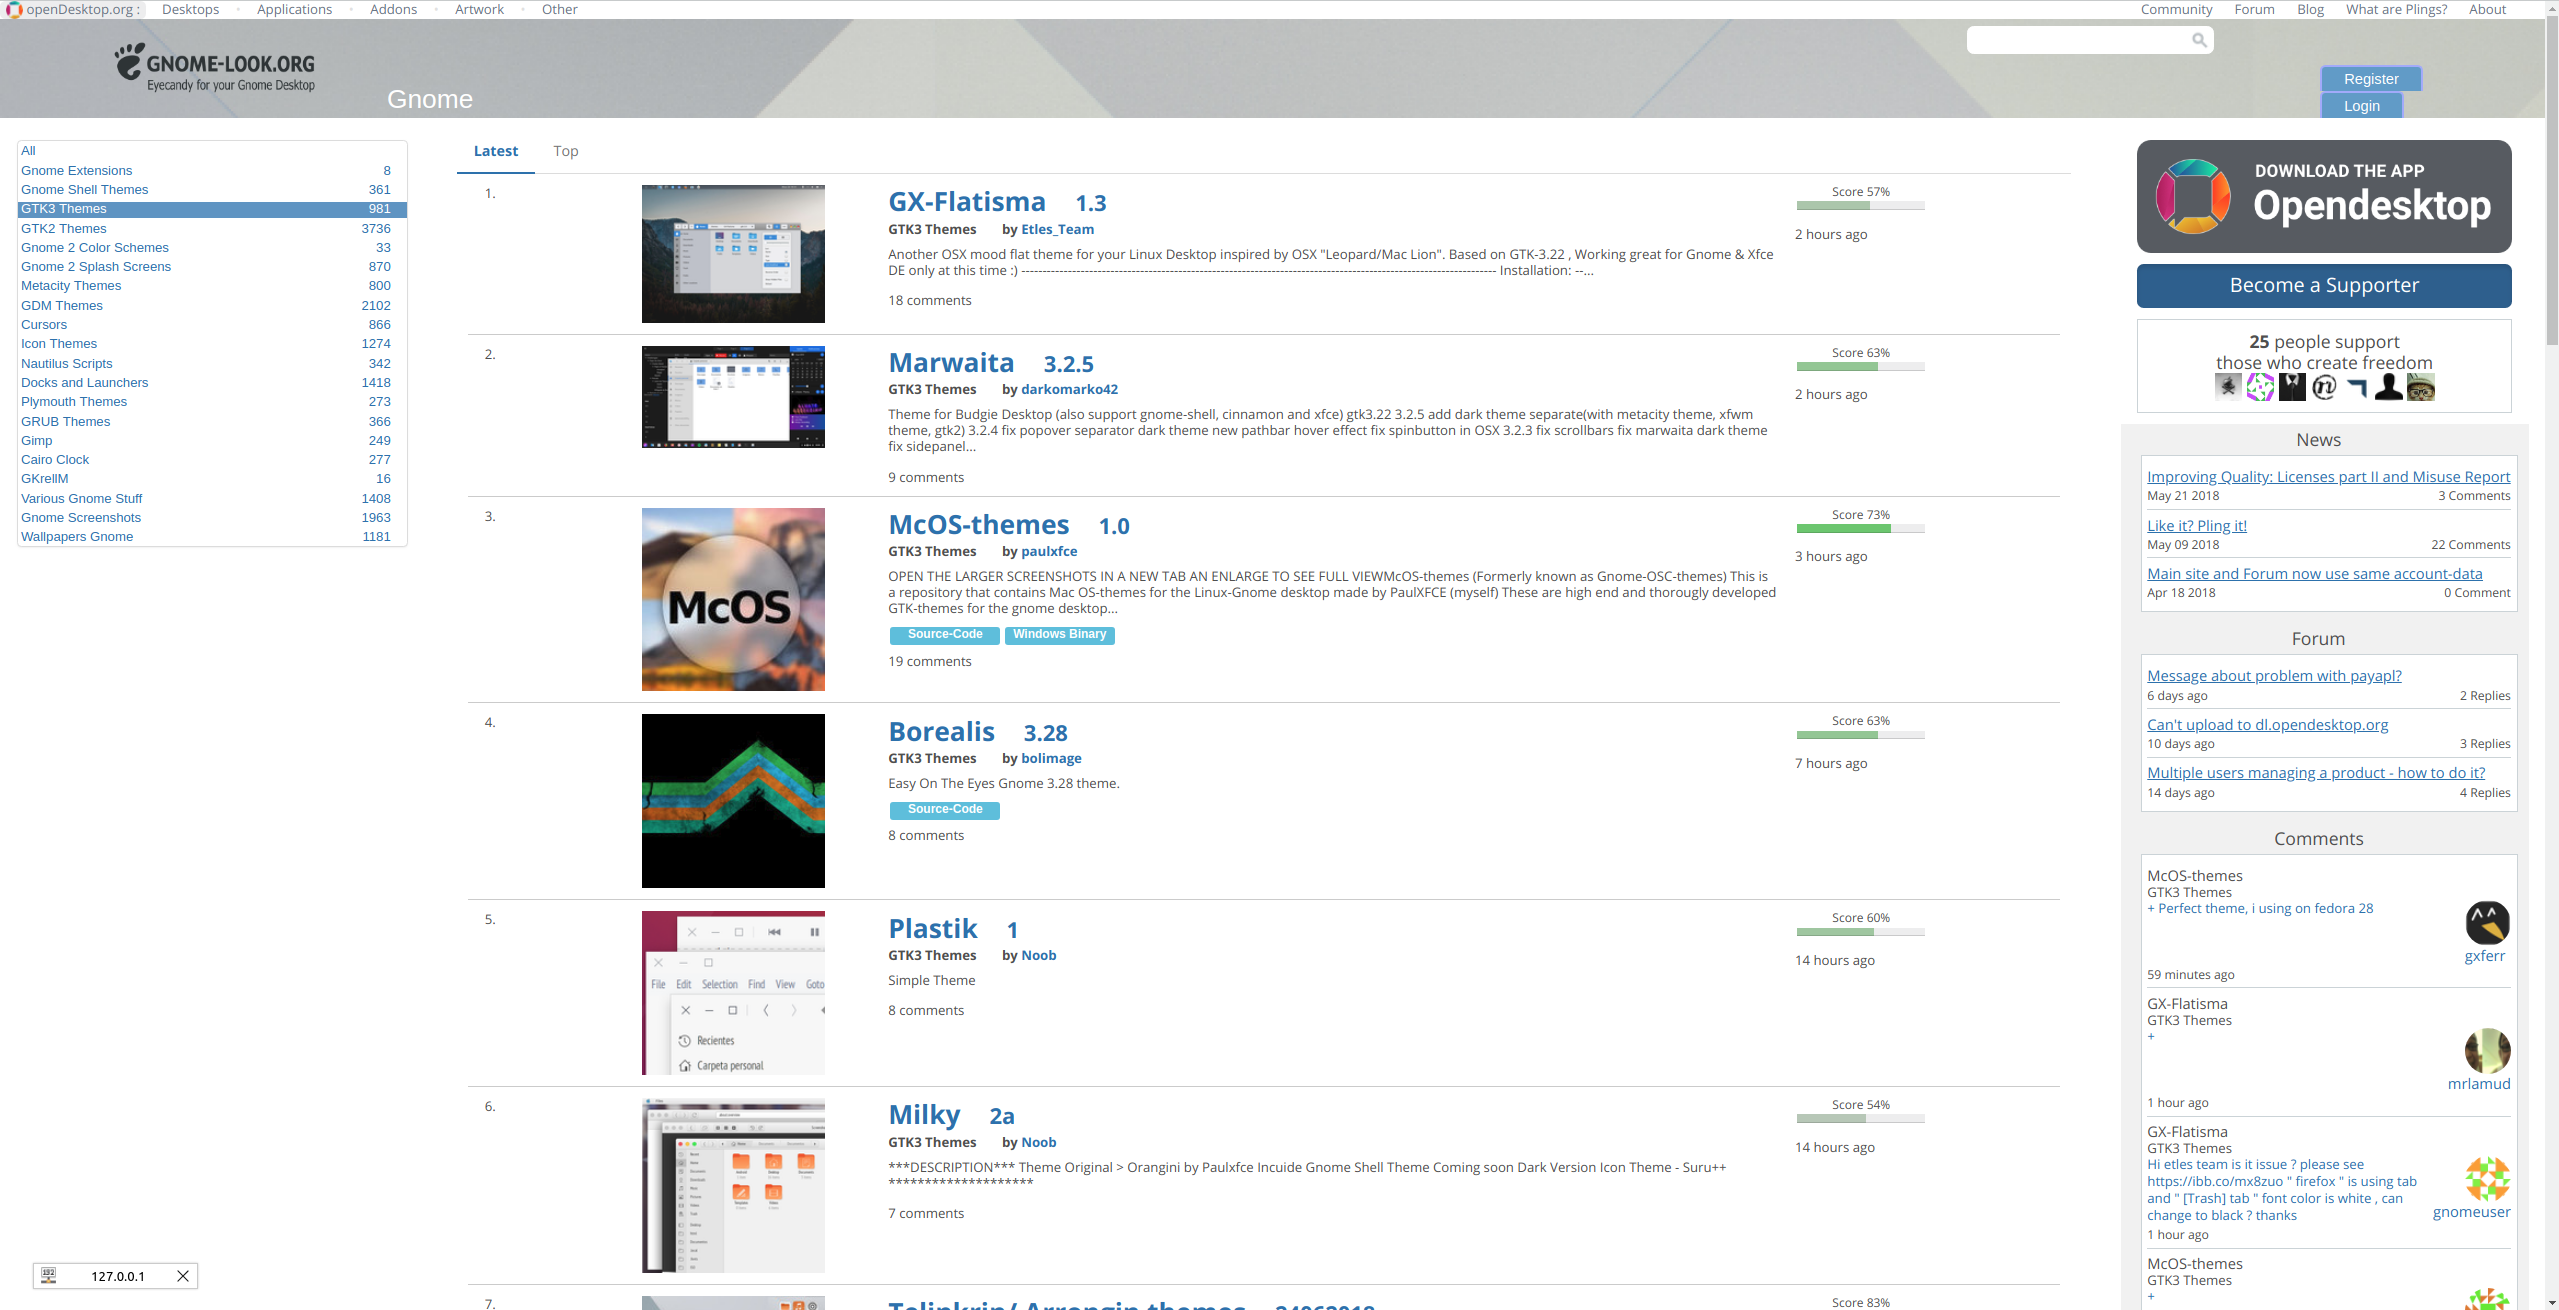 openDesktop.org :
Desktops
Applications
Addons
Artwork
Other
Community
Forum
Blog
What are Plings?
About
GNOME-LOOK.ORG
Eyecandy for your Gnome Desktop
Gnome
Register
Login
All
Gnome Extensions 8
Gnome Shell Themes 361
GTK3 Themes 981
GTK2 Themes 3736
Gnome 2 Color Schemes 33
Gnome 2 Splash Screens 870
Metacity Themes 800
GDM Themes 2102
Cursors 866
Icon Themes 1274
Nautilus Scripts 342
Docks and Launchers 1418
Plymouth Themes 273
GRUB Themes 366
Gimp 249
Cairo Clock 277
GKrellM 16
Various Gnome Stuff 1408
Gnome Screenshots 1963
Wallpapers Gnome 1181
Latest
Top
1.
GX-Flatisma 1.3
GTK3 Themes by Etles_Team
Another OSX mood flat theme for your Linux Desktop inspired by OSX "Leopard/Mac Lion". Based on GTK-3.22 , Working great for Gnome & Xfce
DE only at this time :) ---------------------------------------------------------------------------------------------------------------- Installation: --...
18 comments
Score 57%
2 hours ago
2.
Marwaita 3.2.5
GTK3 Themes by darkomarko42
Theme for Budgie Desktop (also support gnome-shell, cinnamon and xfce) gtk3.22 3.2.5 add dark theme separate(with metacity theme, xfwm
theme, gtk2) 3.2.4 fix popover separator dark theme new pathbar hover effect fix spinbutton in OSX 3.2.3 fix scrollbars fix marwaita dark theme
fix sidepanel...
9 comments
Score 63%
2 hours ago
3.
McOS
McOS-themes 1.0
GTK3 Themes by paulxfce
OPEN THE LARGER SCREENSHOTS IN A NEW TAB AN ENLARGE TO SEE FULL VIEWMcOS-themes (Formerly known as Gnome-OSC-themes) This is
a repository that contains Mac OS-themes for the Linux-Gnome desktop made by PaulXFCE (myself) These are high end and thorougly developed
GTK-themes for the gnome desktop...
Source-Code
Windows Binary
19 comments
Score 73%
3 hours ago
4.
Borealis 3.28
GTK3 Themes by bolimage
Easy On The Eyes Gnome 3.28 theme.
Source-Code
8 comments
Score 63%
7 hours ago
5.
File Edit Selection Find View Goto
Recientes
Carpeta personal
Plastik 1
GTK3 Themes by Noob
Simple Theme
8 comments
Score 60%
14 hours ago
6.
Milky 2a
GTK3 Themes by Noob
***DESCRIPTION*** Theme Original > Orangini by Paulxfce Incuide Gnome Shell Theme Coming soon Dark Version Icon Theme - Suru++
********************
7 comments
Score 54%
14 hours ago
7.
Score 83%
DOWNLOAD THE APP
Opendesktop
Become a Supporter
25 people support
those who create freedom
News
Improving Quality: Licenses part II and Misuse Report
May 21 2018 3 Comments
Like it? Pling it!
May 09 2018 22 Comments
Main site and Forum now use same account-data
Apr 18 2018 0 Comment
Forum
Message about problem with payapl?
6 days ago 2 Replies
Can't upload to dl.opendesktop.org
10 days ago 3 Replies
Multiple users managing a product - how to do it?
14 days ago 4 Replies
Comments
McOS-themes
GTK3 Themes
+ Perfect theme, i using on fedora 28
gxferr
59 minutes ago
GX-Flatisma
GTK3 Themes
+
mrlamud
1 hour ago
GX-Flatisma
GTK3 Themes
Hi etles team is it issue ? please see
https://ibb.co/mx8zuo " firefox " is using tab
and " [Trash] tab " font color is white , can
change to black ? thanks
gnomeuser
1 hour ago
McOS-themes
GTK3 Themes
+
127.0.0.1